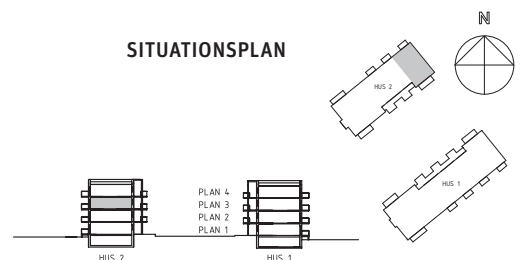 N
SITUATIONSPLAN
HUS 2
HUS 1
PLAN 4
PLAN 3
PLAN 2
PLAN 1
HUS 2
HUS 1